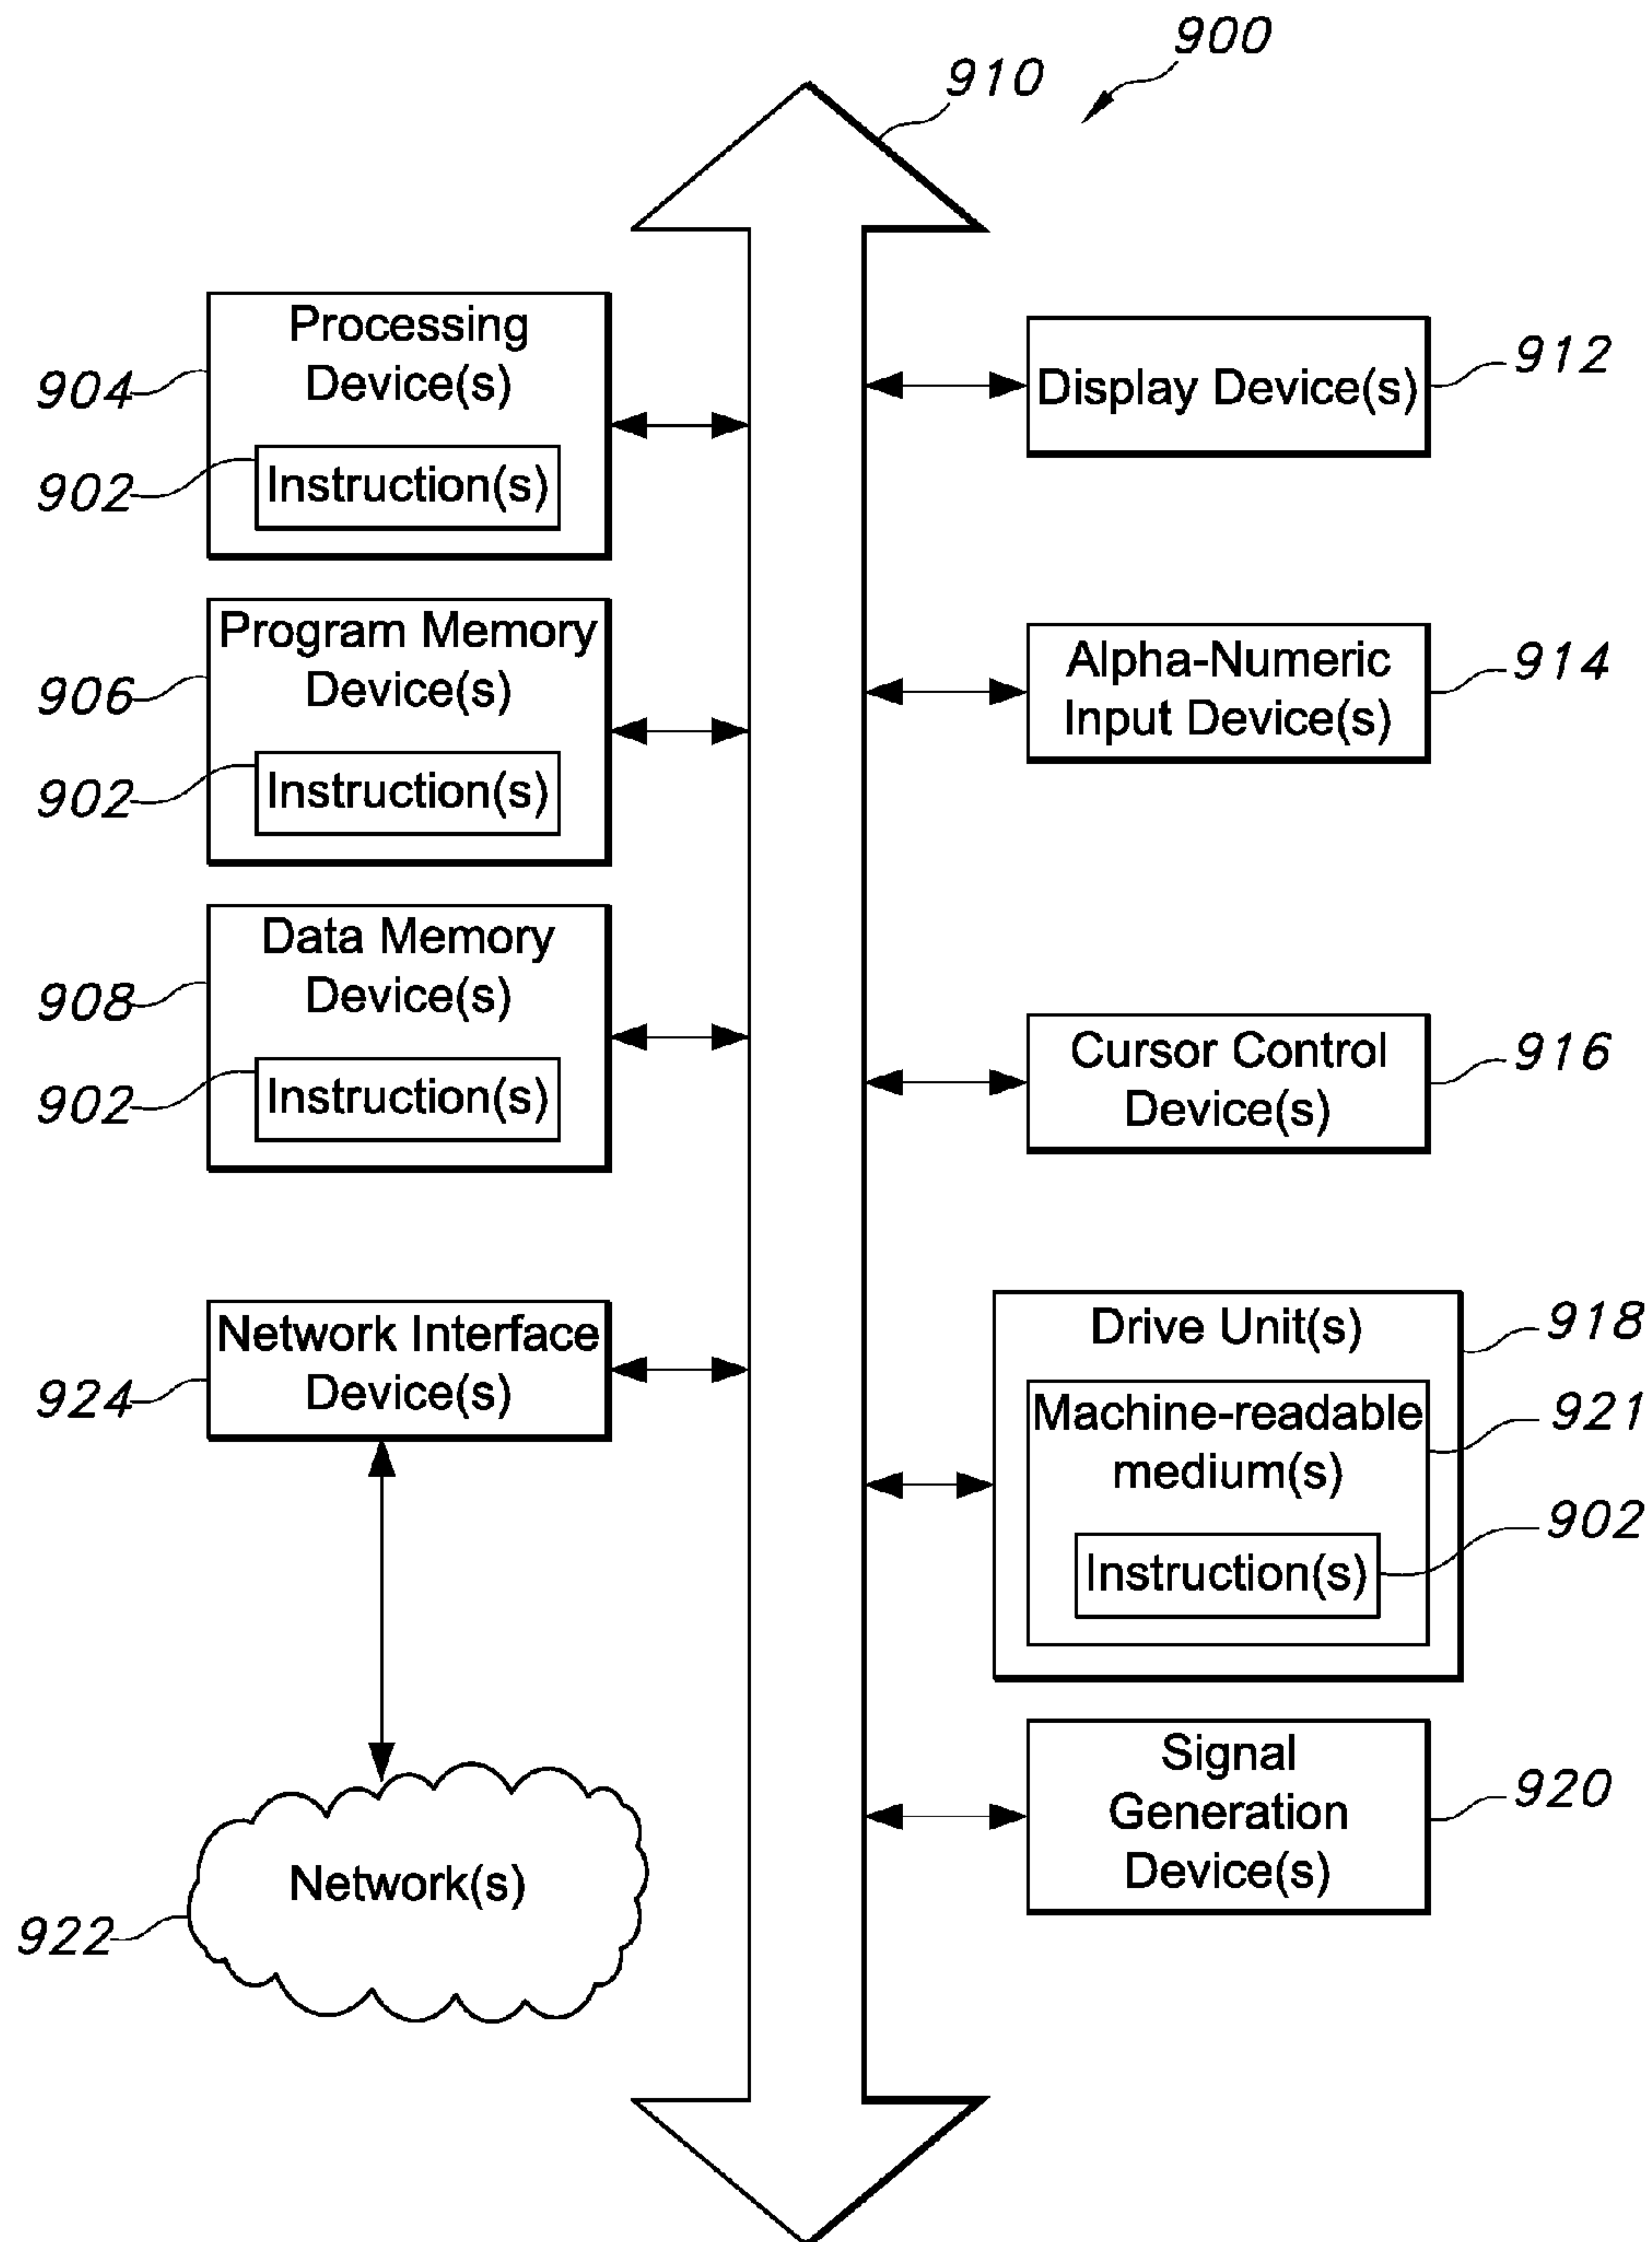 900
910
Processing
Device(s)
904
902
Instruction(s)
Program Memory
Device(s)
906
902
Instruction(s)
Data Memory
Device(s)
908
902
Instruction(s)
Network Interface
Device(s)
924
Network(s)
922
Display Device(s)
912
Alpha-Numeric
Input Device(s)
914
Cursor Control
Device(s)
916
Drive Unit(s)
918
Machine-readable
medium(s)
921
902
Instruction(s)
Signal
Generation
Device(s)
920